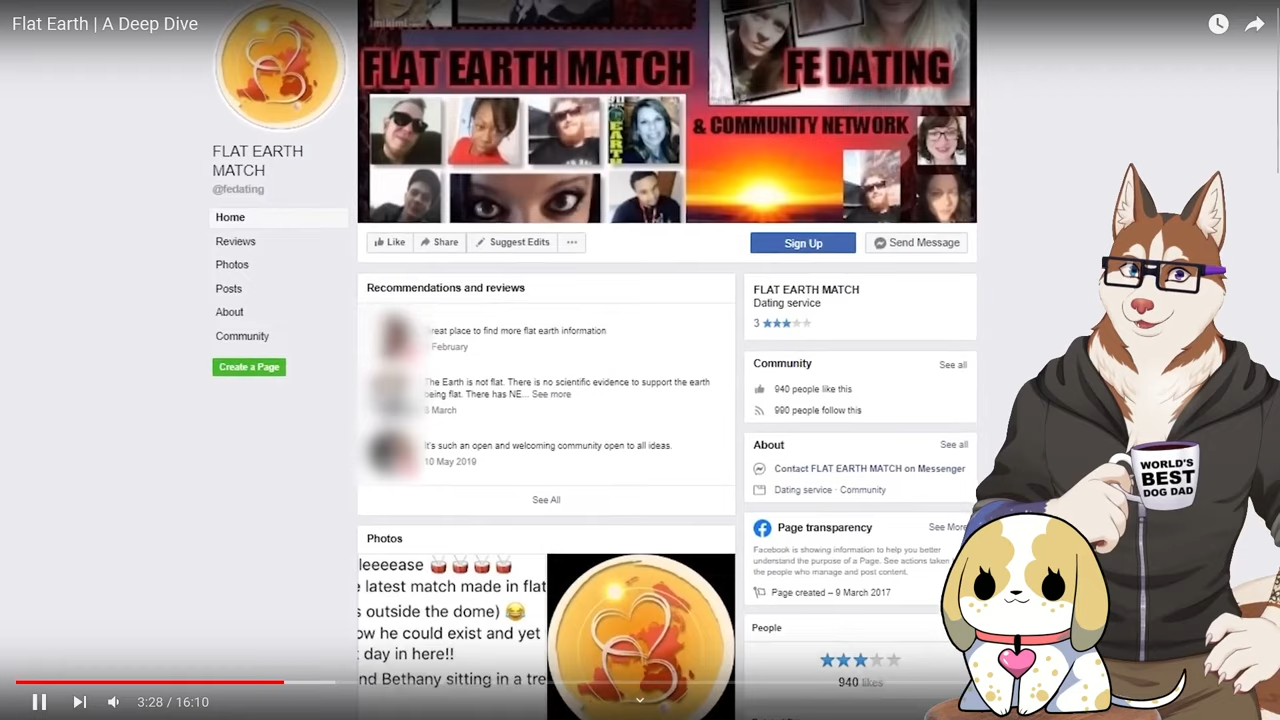 Flat Earth | A Deep Dive
FLAT EARTH MATCH
FE DATING
& COMMUNITY NETWORK
EARTH
FLAT EARTH
MATCH
@fedating
Home
Reviews
Photos
Posts
About
Community
Create a Page
Like
Share
Suggest Edits
Sign Up
Send Message
Recommendations and reviews
reat place to find more flat earth information
February
The Earth is not flat. There is no scientific evidence to support the earth
being flat. There has NE... See more
8 March
It's such an open and welcoming community open to all ideas.
10 May 2019
See All
Photos
leeeease 🥁 🥁 🥁 🥁
latest match made in flat
s outside the dome) 😂
ow he could exist and yet
day in here!!
nd Bethany sitting in a tre
FLAT EARTH MATCH
Dating service
3 ★★★☆☆
Community
See all
940 people like this
990 people follow this
About
See all
Contact FLAT EARTH MATCH on Messenger
Dating service · Community
Page transparency
See More
Facebook is showing information to help you better
understand the purpose of a Page. See actions taken
the people who manage and post content.
Page created – 9 March 2017
People
940 likes
WORLD'S
BEST
DOG DAD
3:28 / 16:10